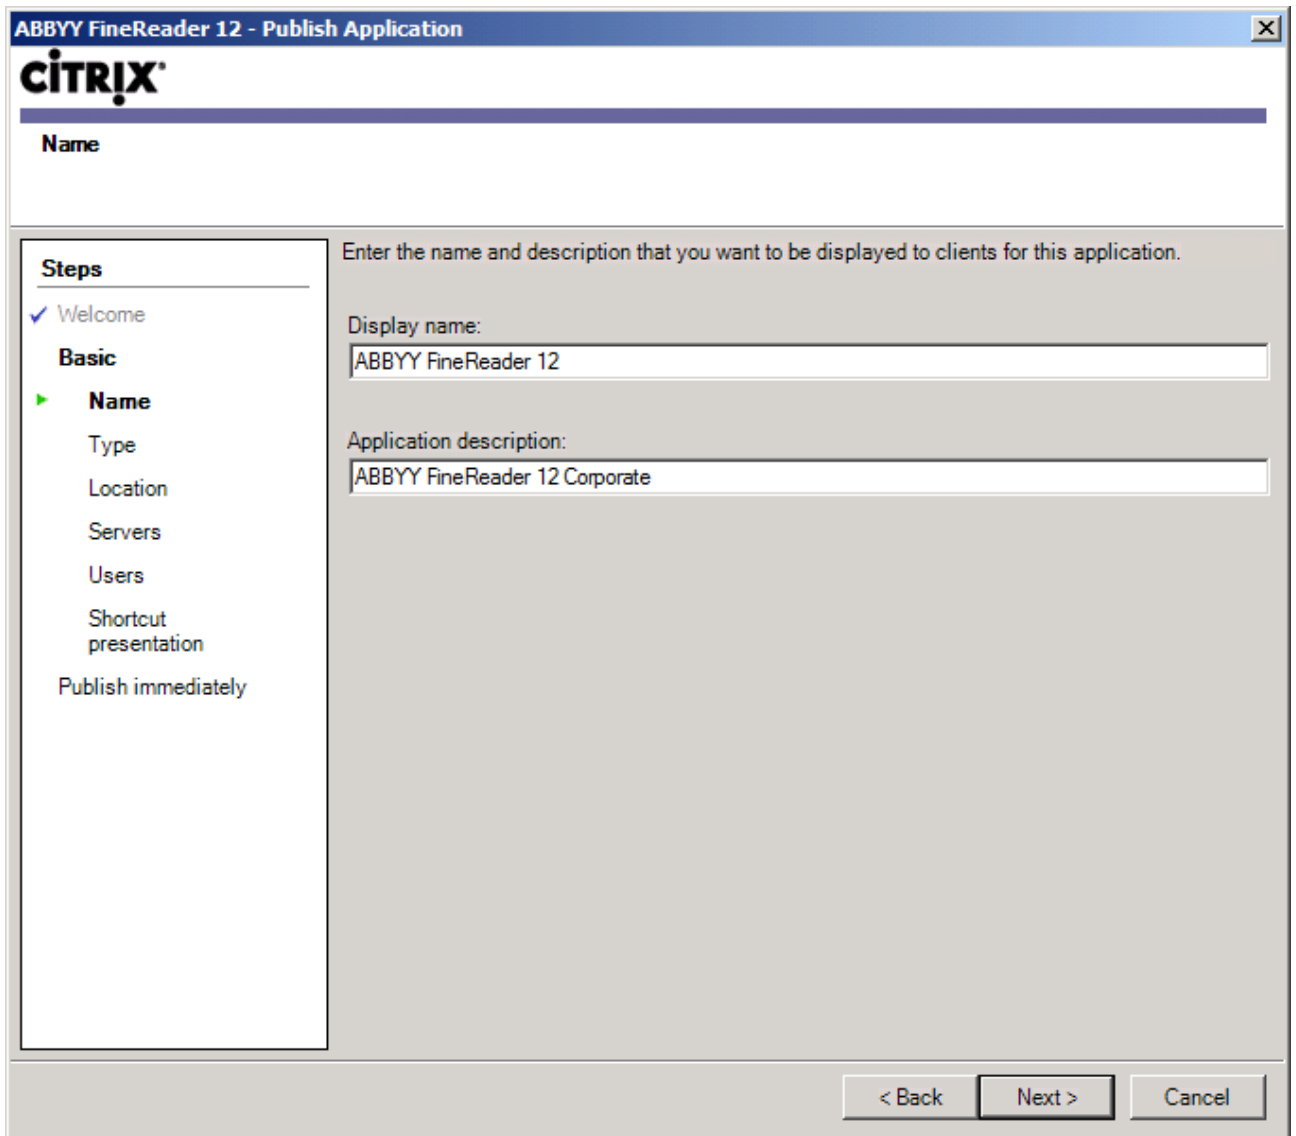 ABBYY FineReader 12 - Publish Application
CİTRIX
Name
Steps
Welcome
Basic
Name
Type
Location
Servers
Users
Shortcut
presentation
Publish immediately
Enter the name and description that you want to be displayed to clients for this application.
Display name:
ABBYY FineReader 12
Application description:
ABBYY FineReader 12 Corporate
< Back
Next >
Cancel